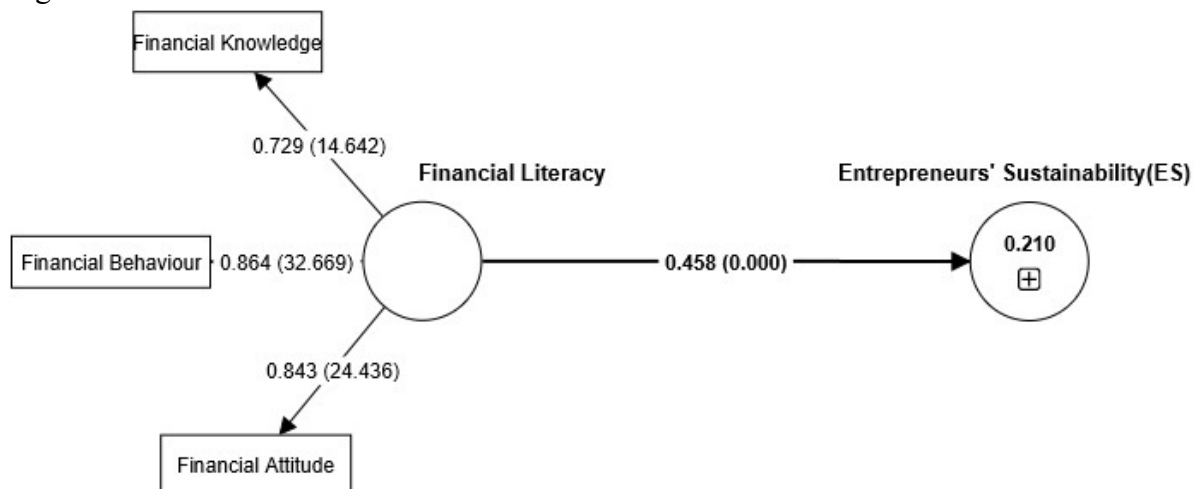 Financial Knowledge
0.729 (14.642)
Financial Literacy
Entrepreneurs' Sustainability(ES)
0.210
Financial Behaviour
0.864 (32.669)
0.458 (0.000)
0.843 (24.436)
Financial Attitude